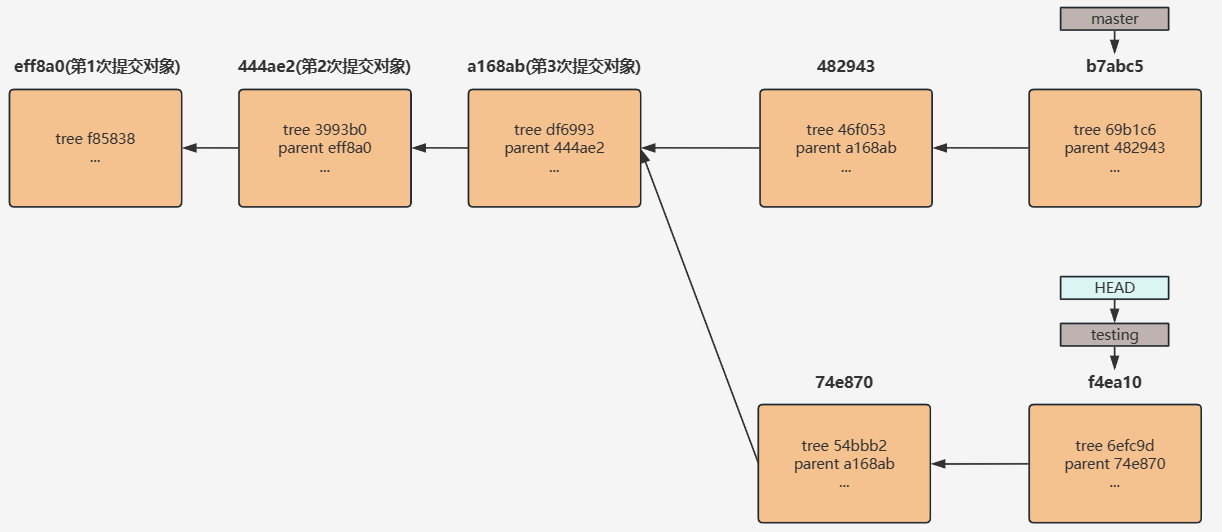 master
eff8a0(第1次提交对象)
444ae2(第2次提交对象)
a168ab(第3次提交对象)
482943
b7abc5
tree f85838
...
tree 3993b0
parent eff8a0
...
tree df6993
parent 444ae2
...
tree 46f053
parent a168ab
...
tree 69b1c6
parent 482943
...
HEAD
testing
74e870
f4ea10
tree 54bbb2
parent a168ab
...
tree 6efc9d
parent 74e870
...